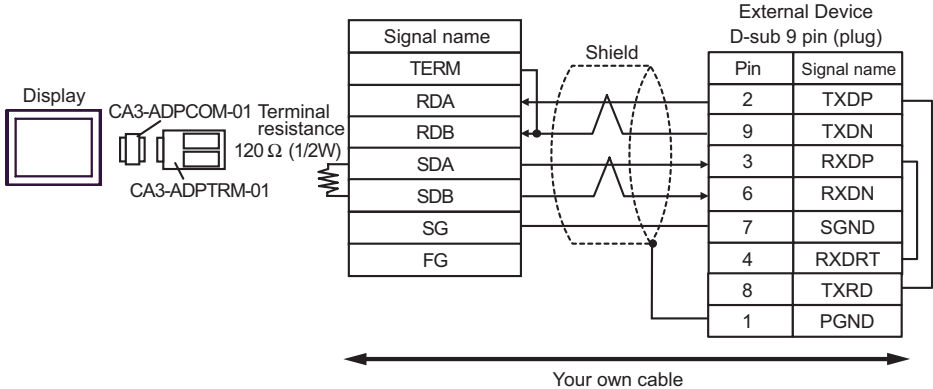 External Device
D-sub 9 pin (plug)
Signal name
Shield
Pin Signal name
TERM
Display
CA3-ADPCOM-01 Terminal
resistance
120 Ω (1/2W)
CA3-ADPTRM-01
RDA
RDB
SDA
SDB
SG
FG
2 TXDP
9 TXDN
3 RXDP
6 RXDN
7 SGND
4 RXDRT
8 TXRD
1 PGND
Your own cable